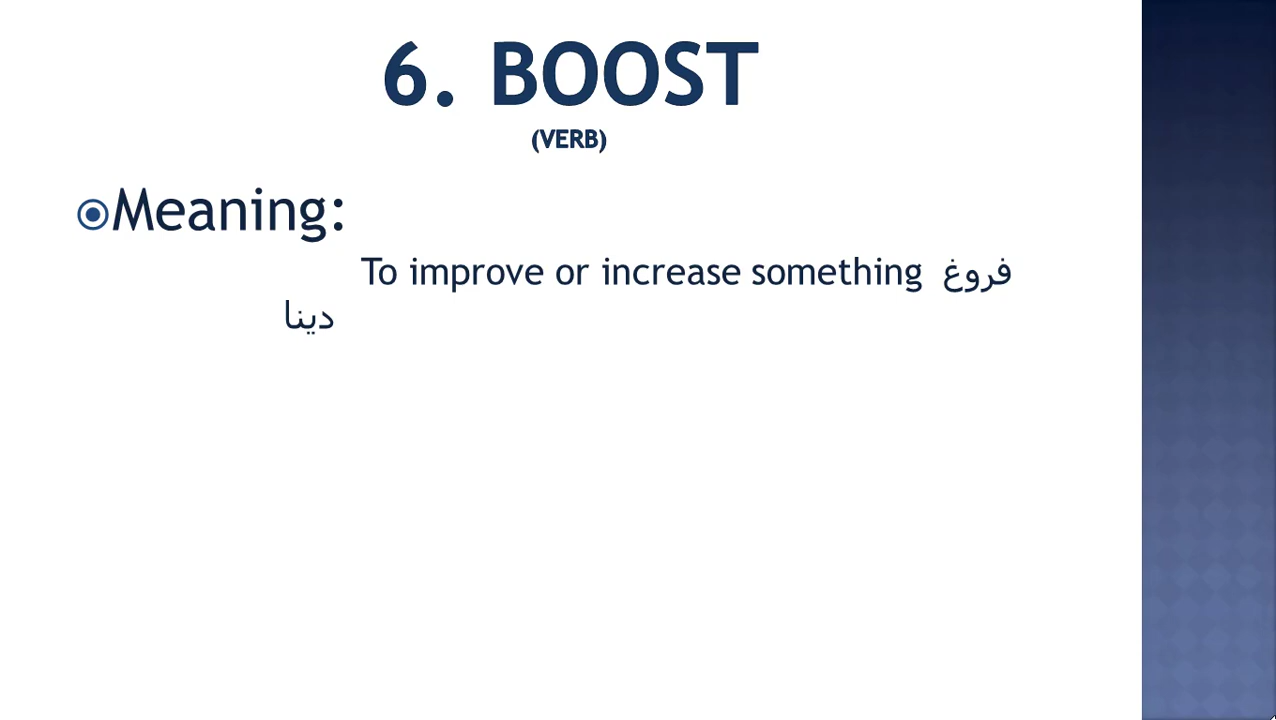 6. BOOST
(VERB)
Meaning:
To improve or increase something فروغ
دینا